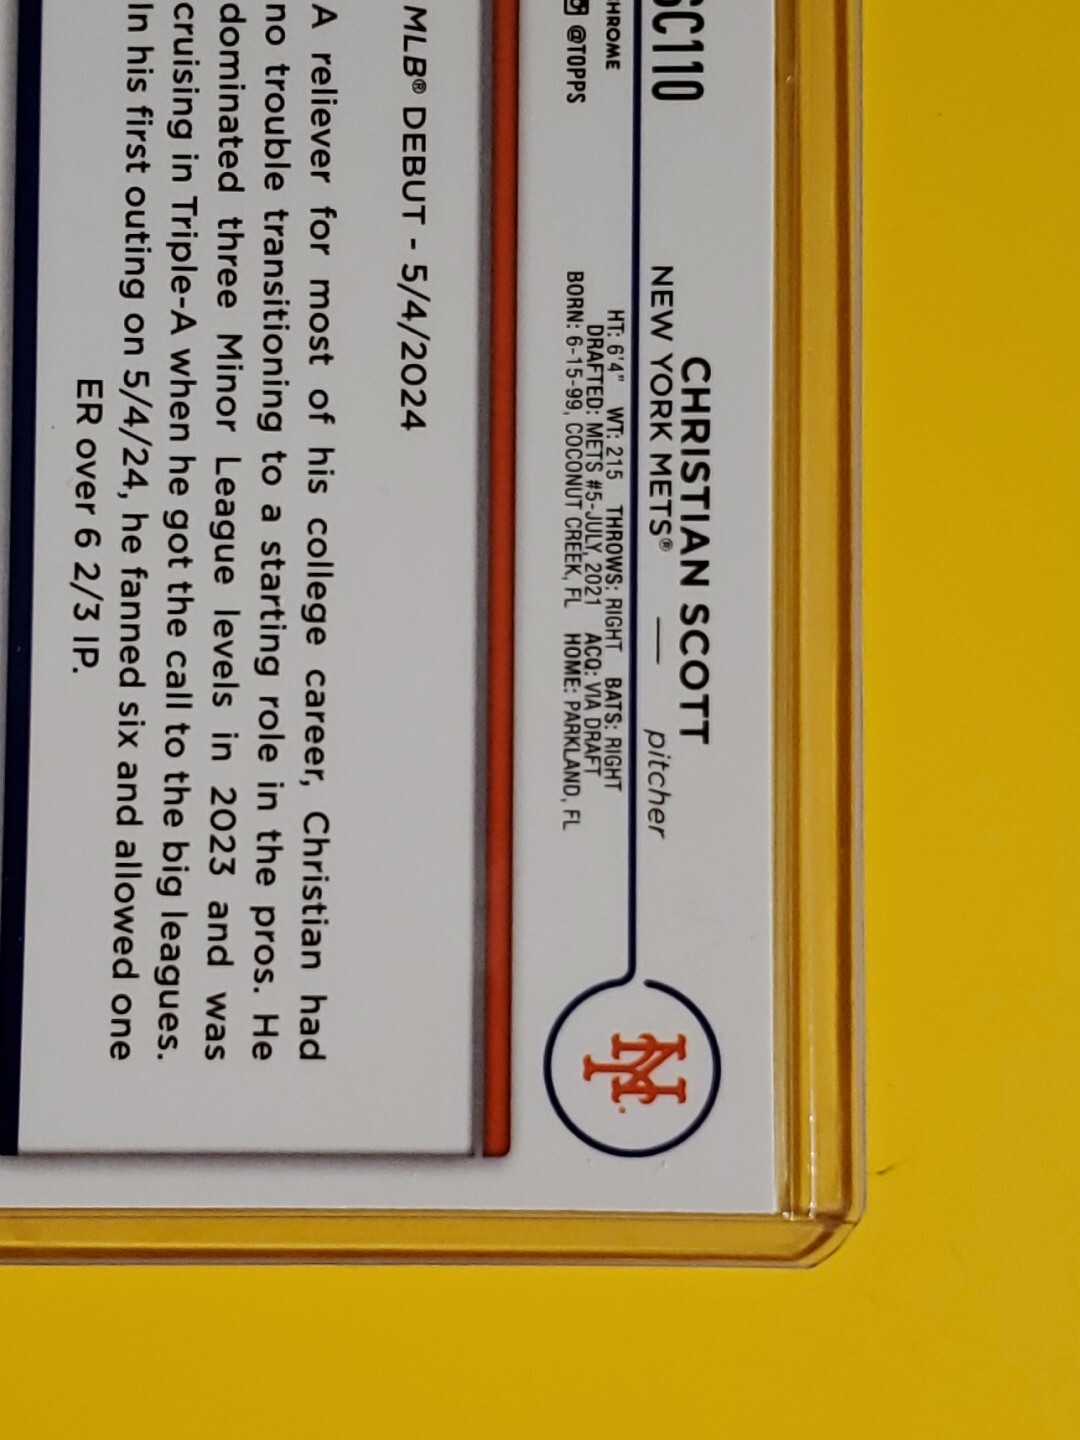 SC110
CHRISTIAN SCOTT
NEW YORK METS® — pitcher
CHROME
@TOPPS
HT: 6'4" WT: 215 THROWS: RIGHT BATS: RIGHT
DRAFTED: METS #5-JULY, 2021 ACQ: VIA DRAFT
BORN: 6-15-99, COCONUT CREEK, FL HOME: PARKLAND, FL
NY
MLB® DEBUT - 5/4/2024
A reliever for most of his college career, Christian had
no trouble transitioning to a starting role in the pros. He
dominated three Minor League levels in 2023 and was
cruising in Triple-A when he got the call to the big leagues.
In his first outing on 5/4/24, he fanned six and allowed one
ER over 6 2/3 IP.